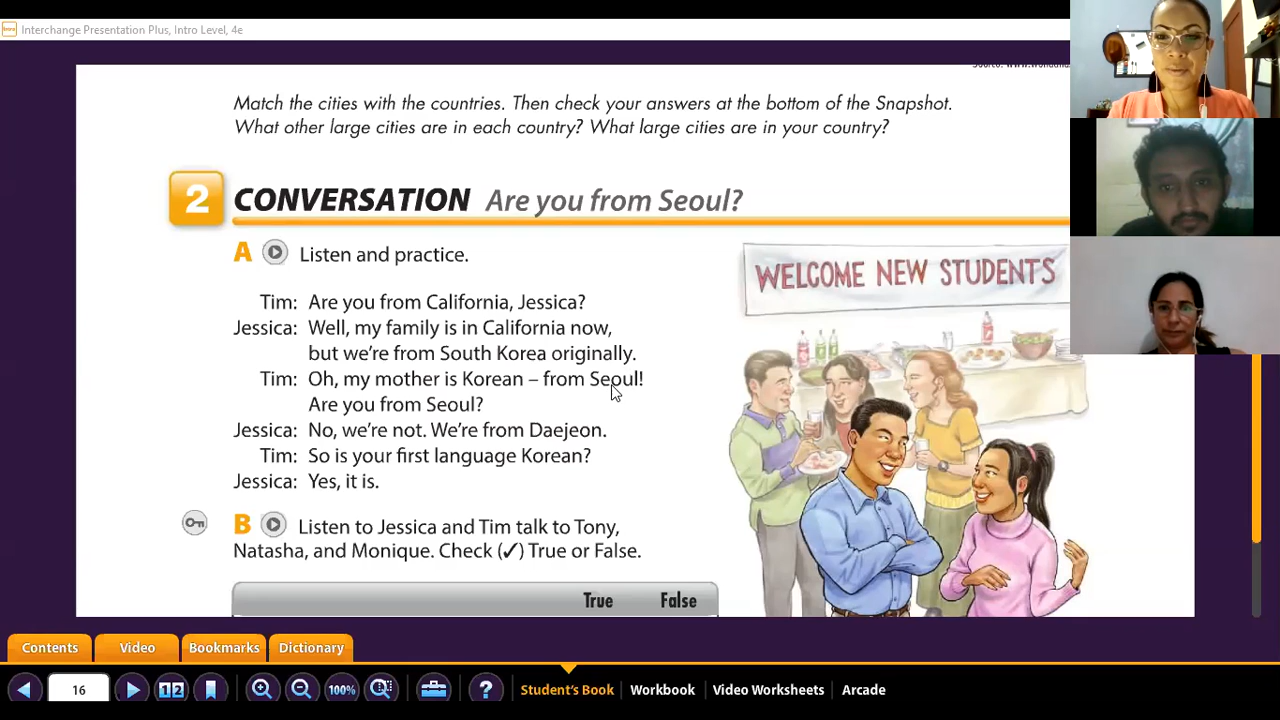 Interchange Presentation Plus, Intro Level, 4e
Match the cities with the countries. Then check your answers at the bottom of the Snapshot.
What other large cities are in each country? What large cities are in your country?
2 CONVERSATION Are you from Seoul?
A Listen and practice.
Tim: Are you from California, Jessica?
Jessica: Well, my family is in California now,
but we're from South Korea originally.
Tim: Oh, my mother is Korean – from Seoul!
Are you from Seoul?
Jessica: No, we're not. We're from Daejeon.
Tim: So is your first language Korean?
Jessica: Yes, it is.
B Listen to Jessica and Tim talk to Tony,
Natasha, and Monique. Check (✓) True or False.
True False
WELCOME NEW STUDENTS
Contents Video Bookmarks Dictionary
16 1 2 100% ? Student's Book Workbook Video Worksheets Arcade